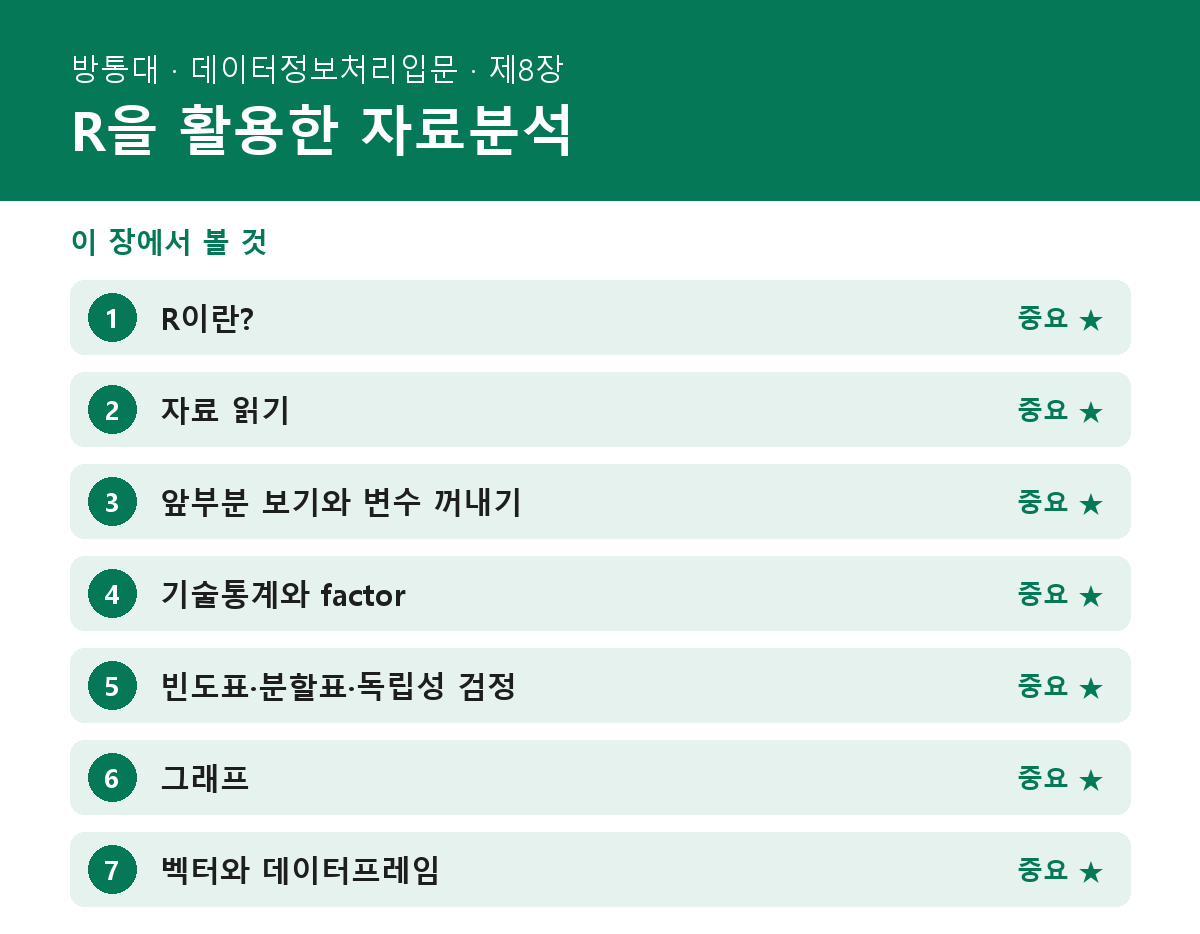 방통대 · 데이터정보처리입문 · 제8장
R을 활용한 자료분석
이 장에서 볼 것
1 R이란? 중요 ★
2 자료 읽기 중요 ★
3 앞부분 보기와 변수 꺼내기 중요 ★
4 기술통계와 factor 중요 ★
5 빈도표·분할표·독립성 검정 중요 ★
6 그래프 중요 ★
7 벡터와 데이터프레임 중요 ★